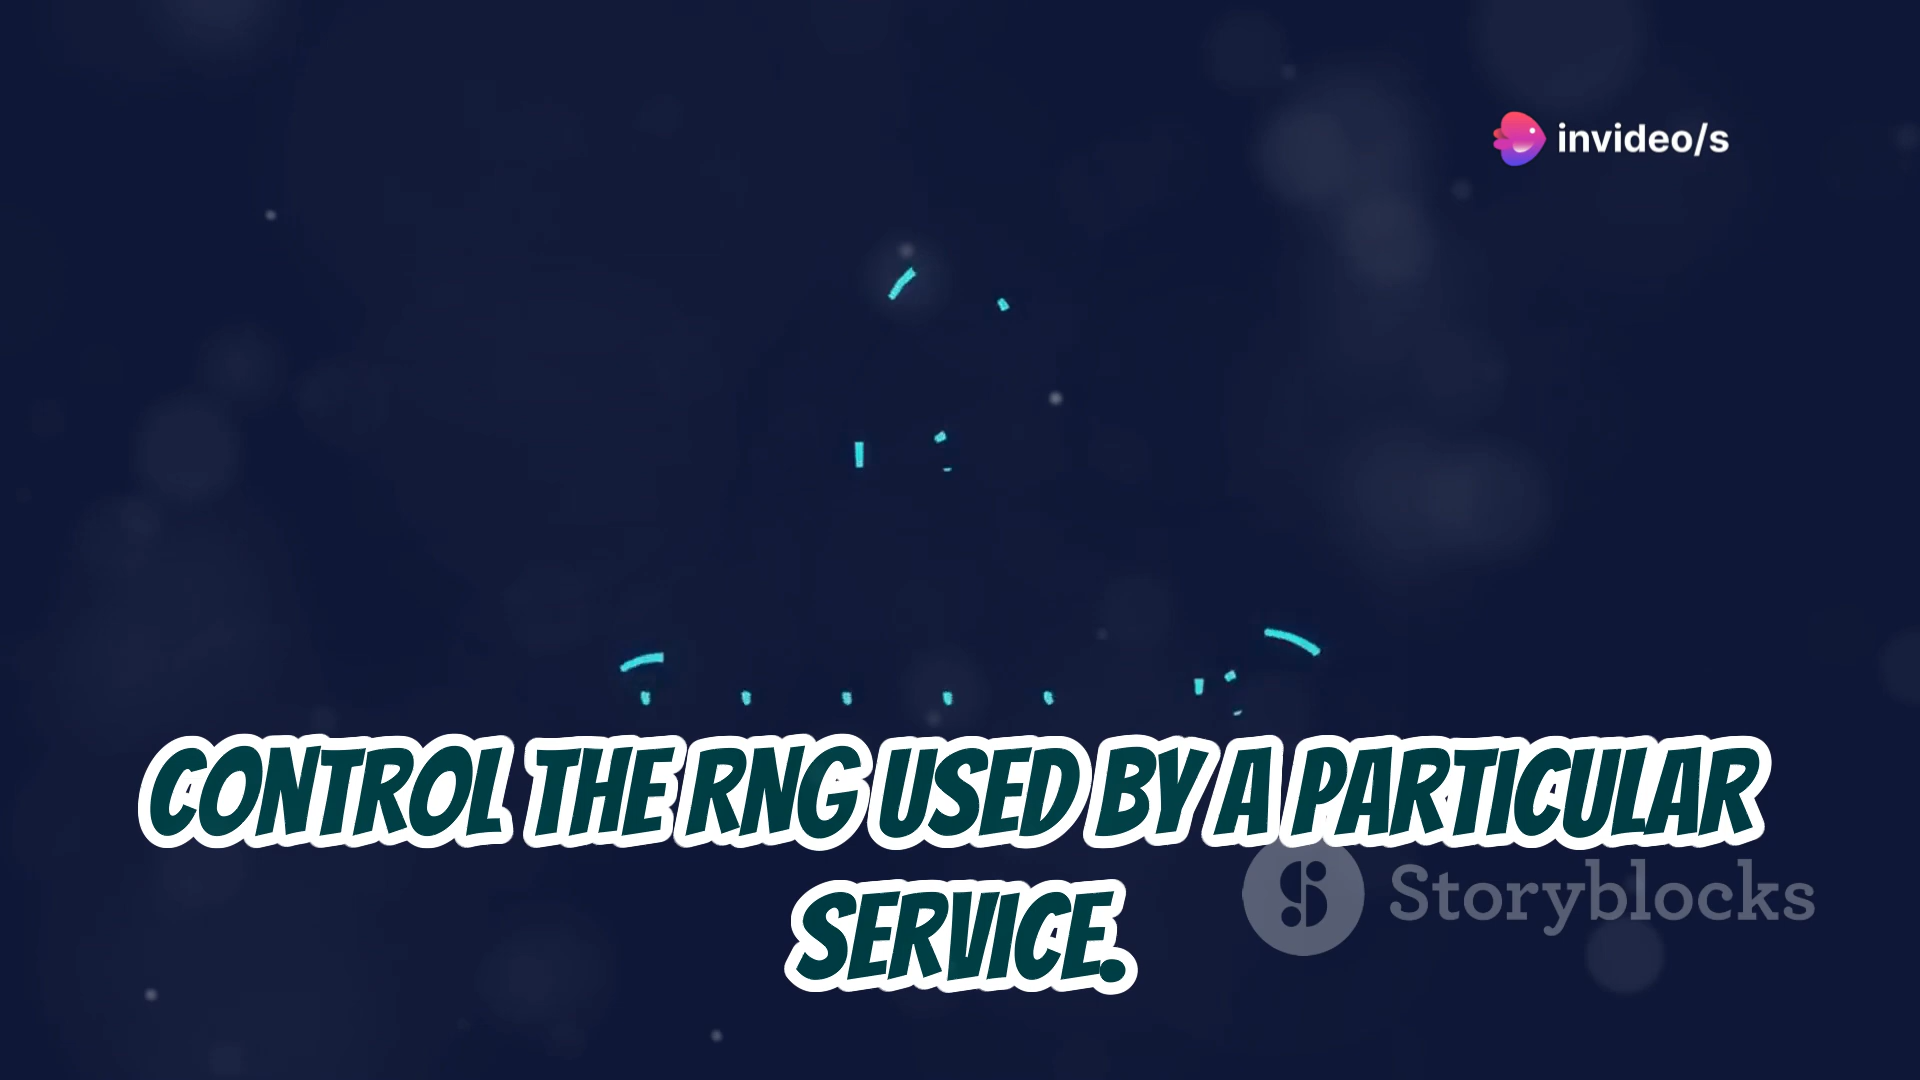 invideo/s
CONTROL THE RNG USED BY A PARTICULAR
SERVICE.
Storyblocks